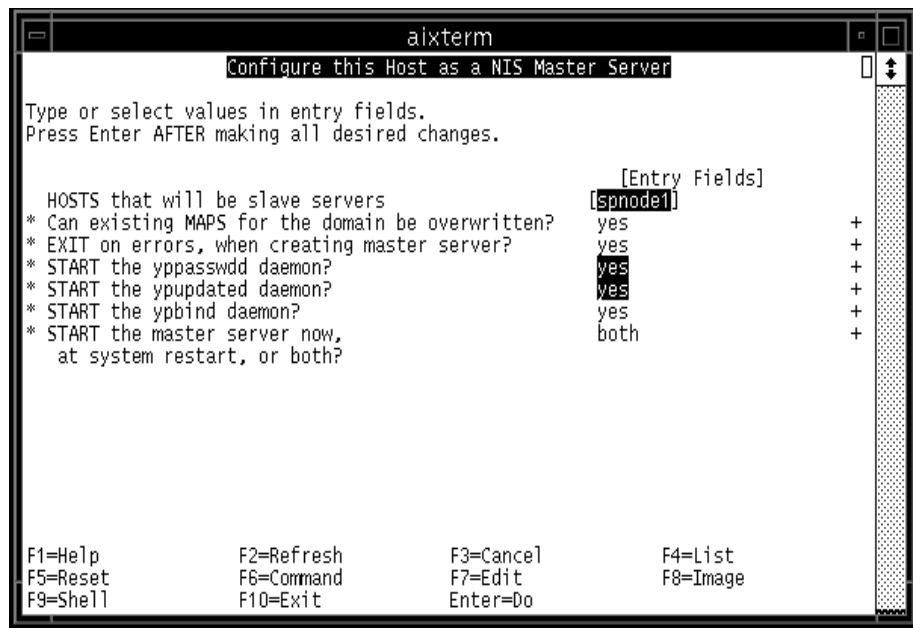 aixterm
Configure this Host as a NIS Master Server
Type or select values in entry fields.
Press Enter AFTER making all desired changes.
[Entry Fields]
HOSTS that will be slave servers [spnode1]
* Can existing MAPS for the domain be overwritten? yes +
* EXIT on errors, when creating master server? yes +
* START the yppasswdd daemon? yes +
* START the ypupdated daemon? yes +
* START the ypbind daemon? yes +
* START the master server now, both +
at system restart, or both?
F1=Help F2=Refresh F3=Cancel F4=List
F5=Reset F6=Command F7=Edit F8=Image
F9=Shell F10=Exit Enter=Do